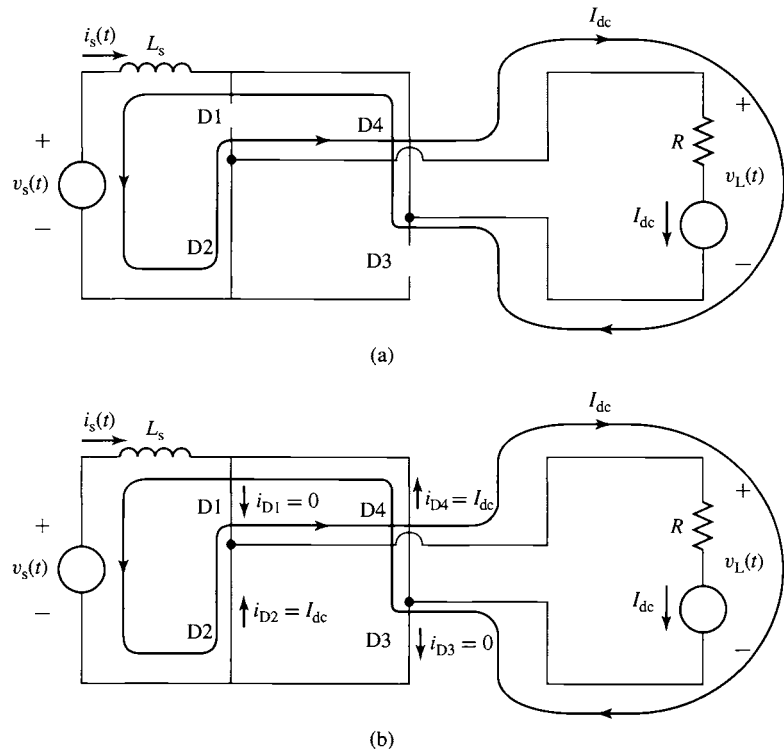 I_dc
i_s(t)
L_s
D1
D4
+
+
R
v_s(t)
v_L(t)
−
I_dc
D2
D3
−
(a)
I_dc
i_s(t)
L_s
D1
i_D1 = 0
D4
i_D4 = I_dc
+
+
R
v_s(t)
v_L(t)
−
i_D2 = I_dc
I_dc
D2
D3
i_D3 = 0
−
(b)